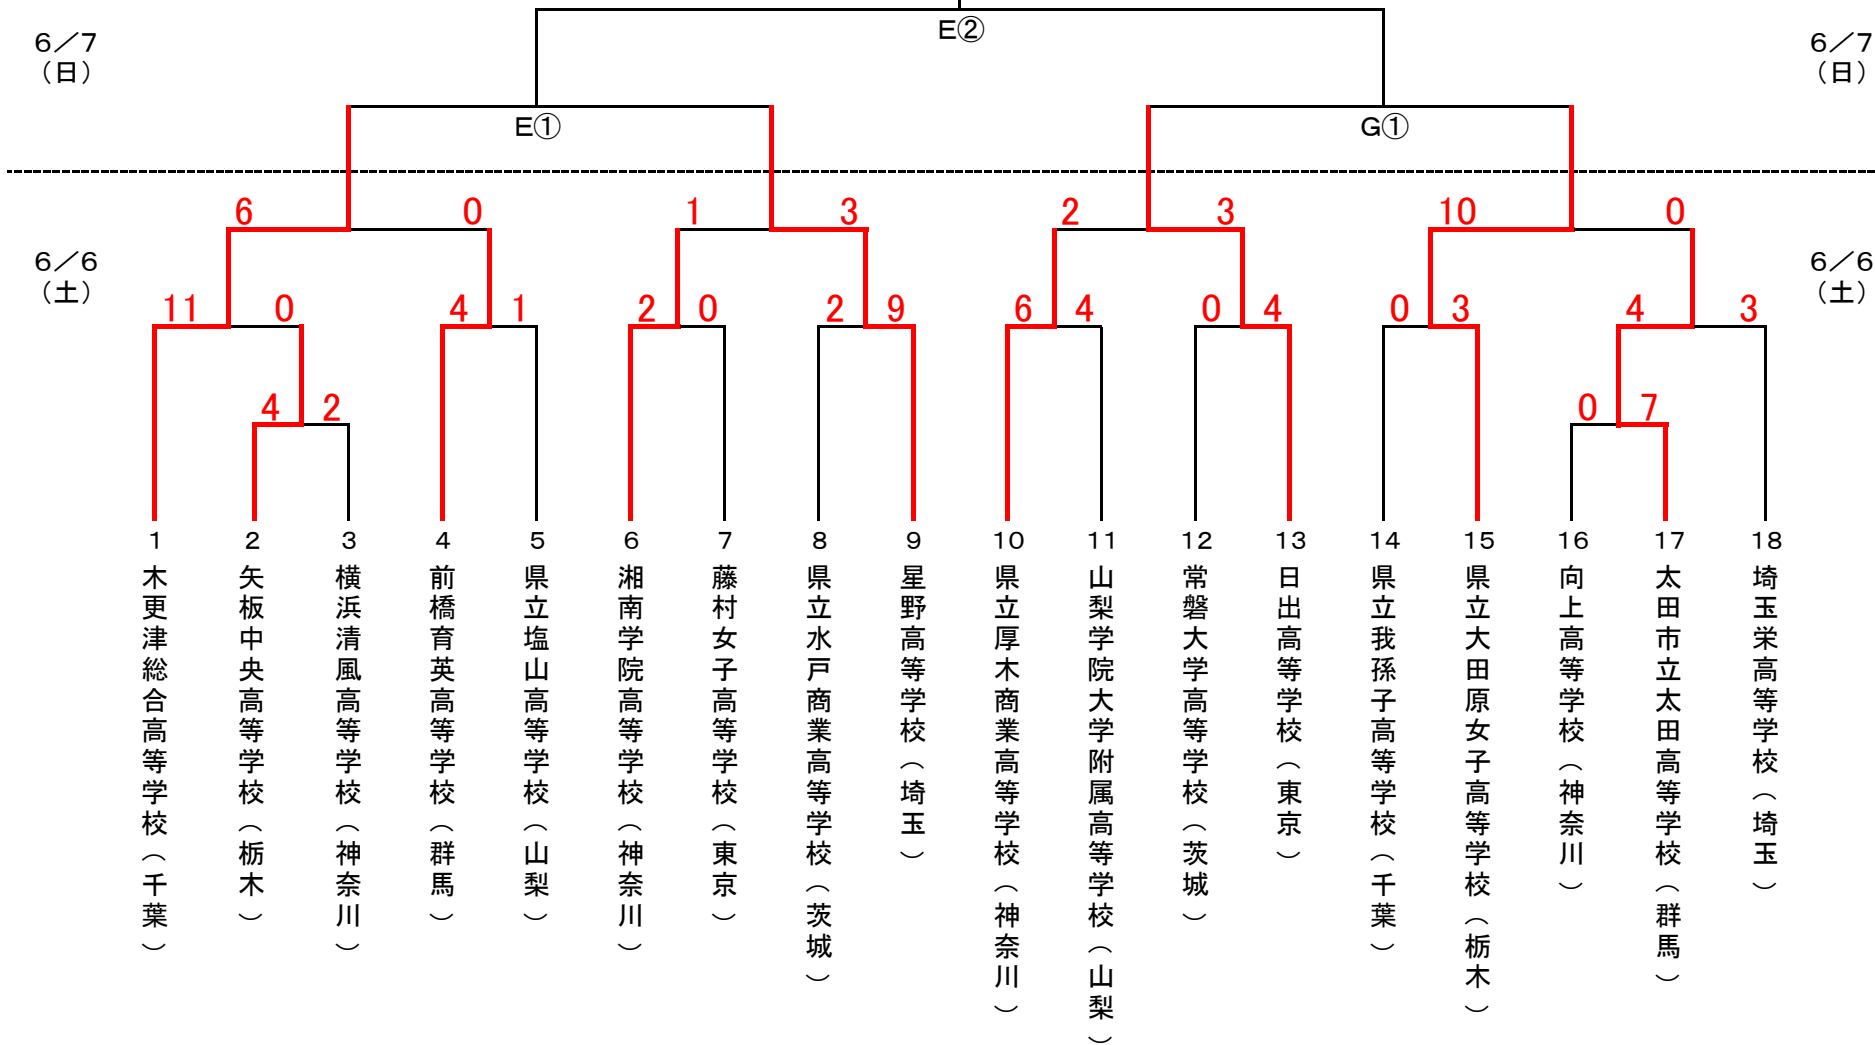 E②
6/7
(日)
6/7
(日)
E①
G①
6 0 1 3 2 3 10 0
6/6
(土)
6/6
(土)
11 0 4 1 2 0 2 9 6 4 0 4 0 3 4 3
4 2 0 7
1 2 3 4 5 6 7 8 9 10 11 12 13 14 15 16 17 18
木更津総合高等学校(千葉)
矢板中央高等学校(栃木)
横浜清風高等学校(神奈川)
前橋育英高等学校(群馬)
県立塩山高等学校(山梨)
湘南学院高等学校(神奈川)
藤村女子高等学校(東京)
県立水戸商業高等学校(茨城)
星野高等学校(埼玉)
県立厚木商業高等学校(神奈川)
山梨学院大学附属高等学校(山梨)
常磐大学高等学校(茨城)
日出高等学校(東京)
県立我孫子高等学校(千葉)
県立大田原女子高等学校(栃木)
向上高等学校(神奈川)
太田市立太田高等学校(群馬)
埼玉栄高等学校(埼玉)